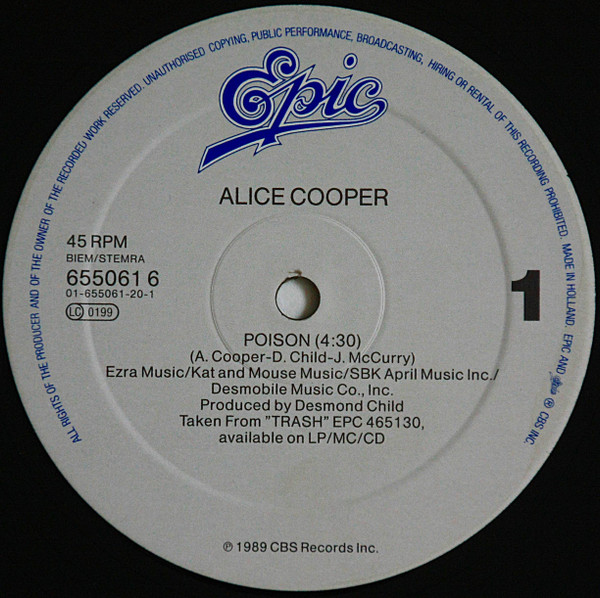 ALL RIGHTS OF THE PRODUCER AND OF THE OWNER OF THE RECORDED WORK RESERVED. UNAUTHORISED COPYING, PUBLIC PERFORMANCE, BROADCASTING, HIRING OR RENTAL OF THIS RECORDING PROHIBITED. MADE IN HOLLAND. EPIC AND Epic ℗ CBS INC.
Epic
ALICE COOPER
45 RPM
BIEM/STEMRA
655061 6
01-655061-20-1
LC 0199
1
POISON (4:30)
(A. Cooper-D. Child-J. McCurry)
Ezra Music/Kat and Mouse Music/SBK April Music Inc./
Desmobile Music Co., Inc.
Produced by Desmond Child
Taken From "TRASH" EPC 465130,
available on LP/MC/CD
℗ 1989 CBS Records Inc.